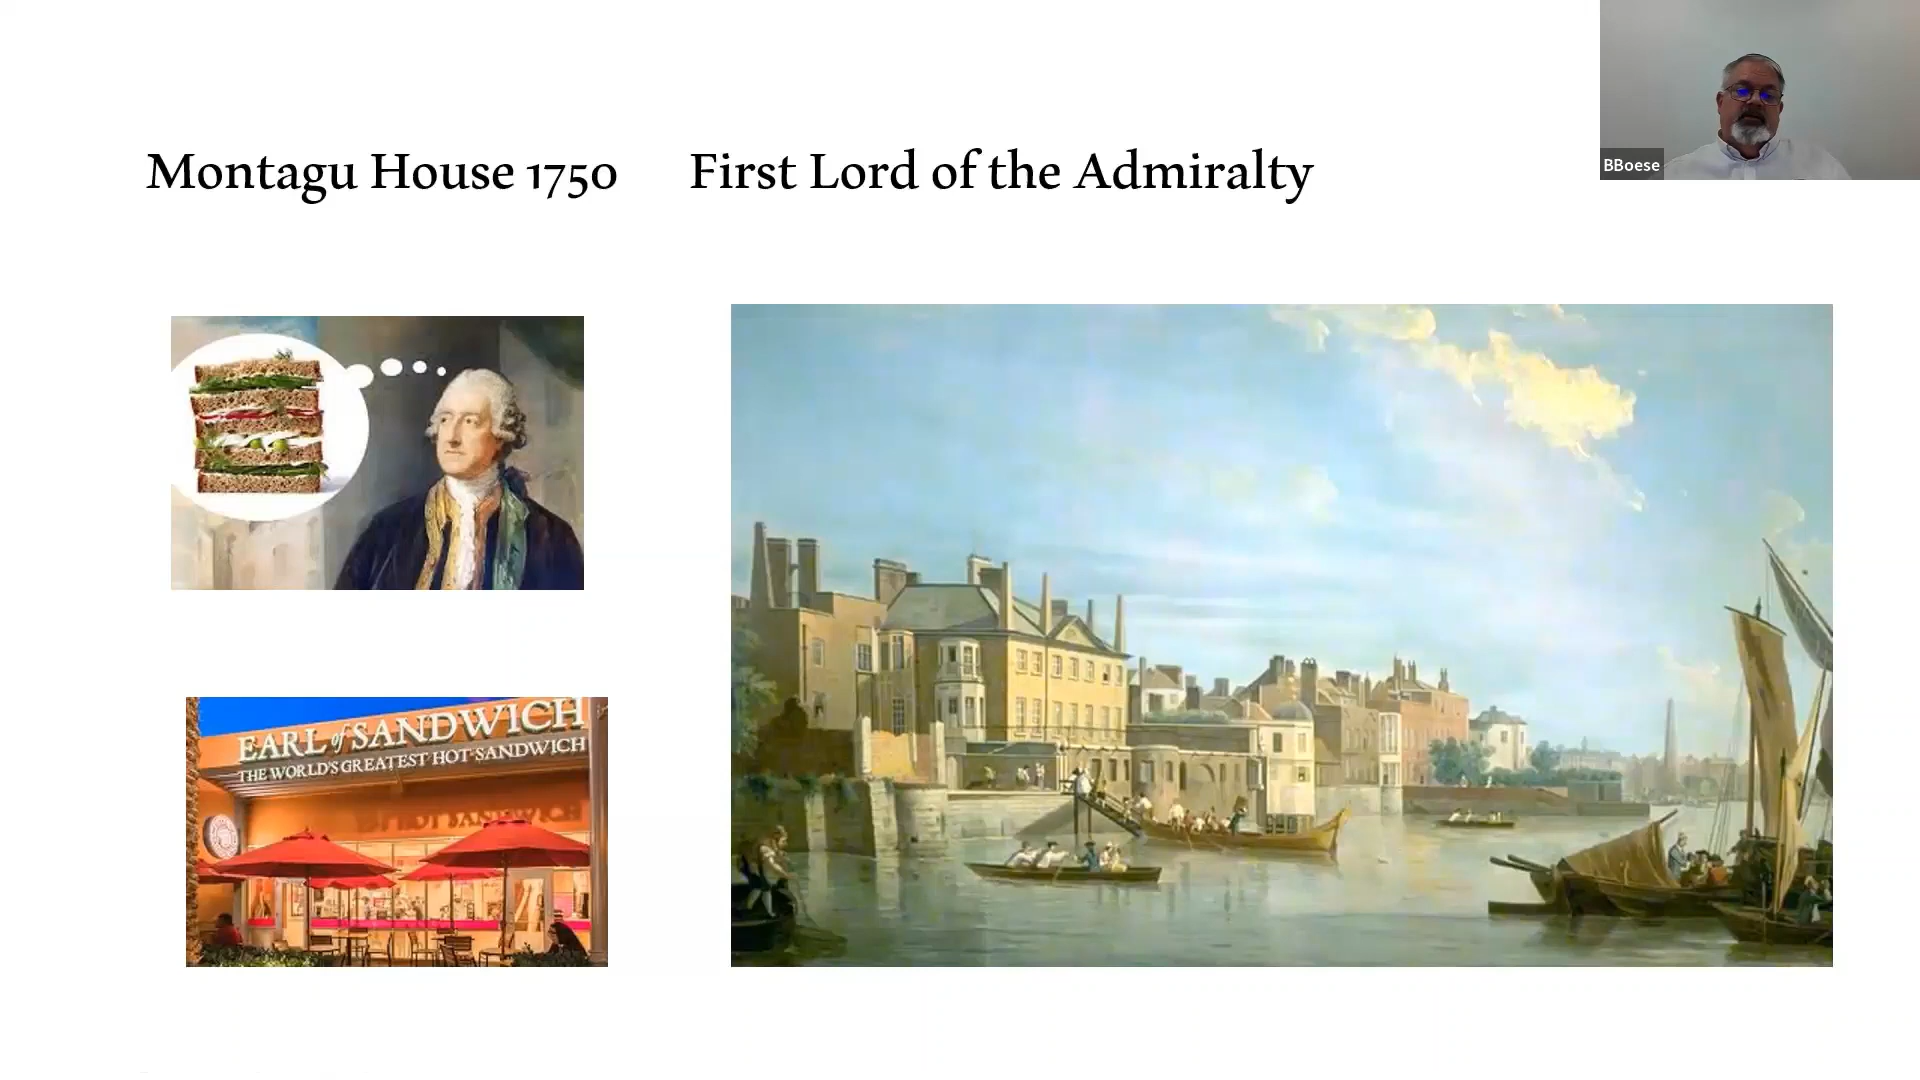 Montagu House 1750 First Lord of the Admiralty
BBoese
EARL of SANDWICH
THE WORLD'S GREATEST HOT SANDWICH